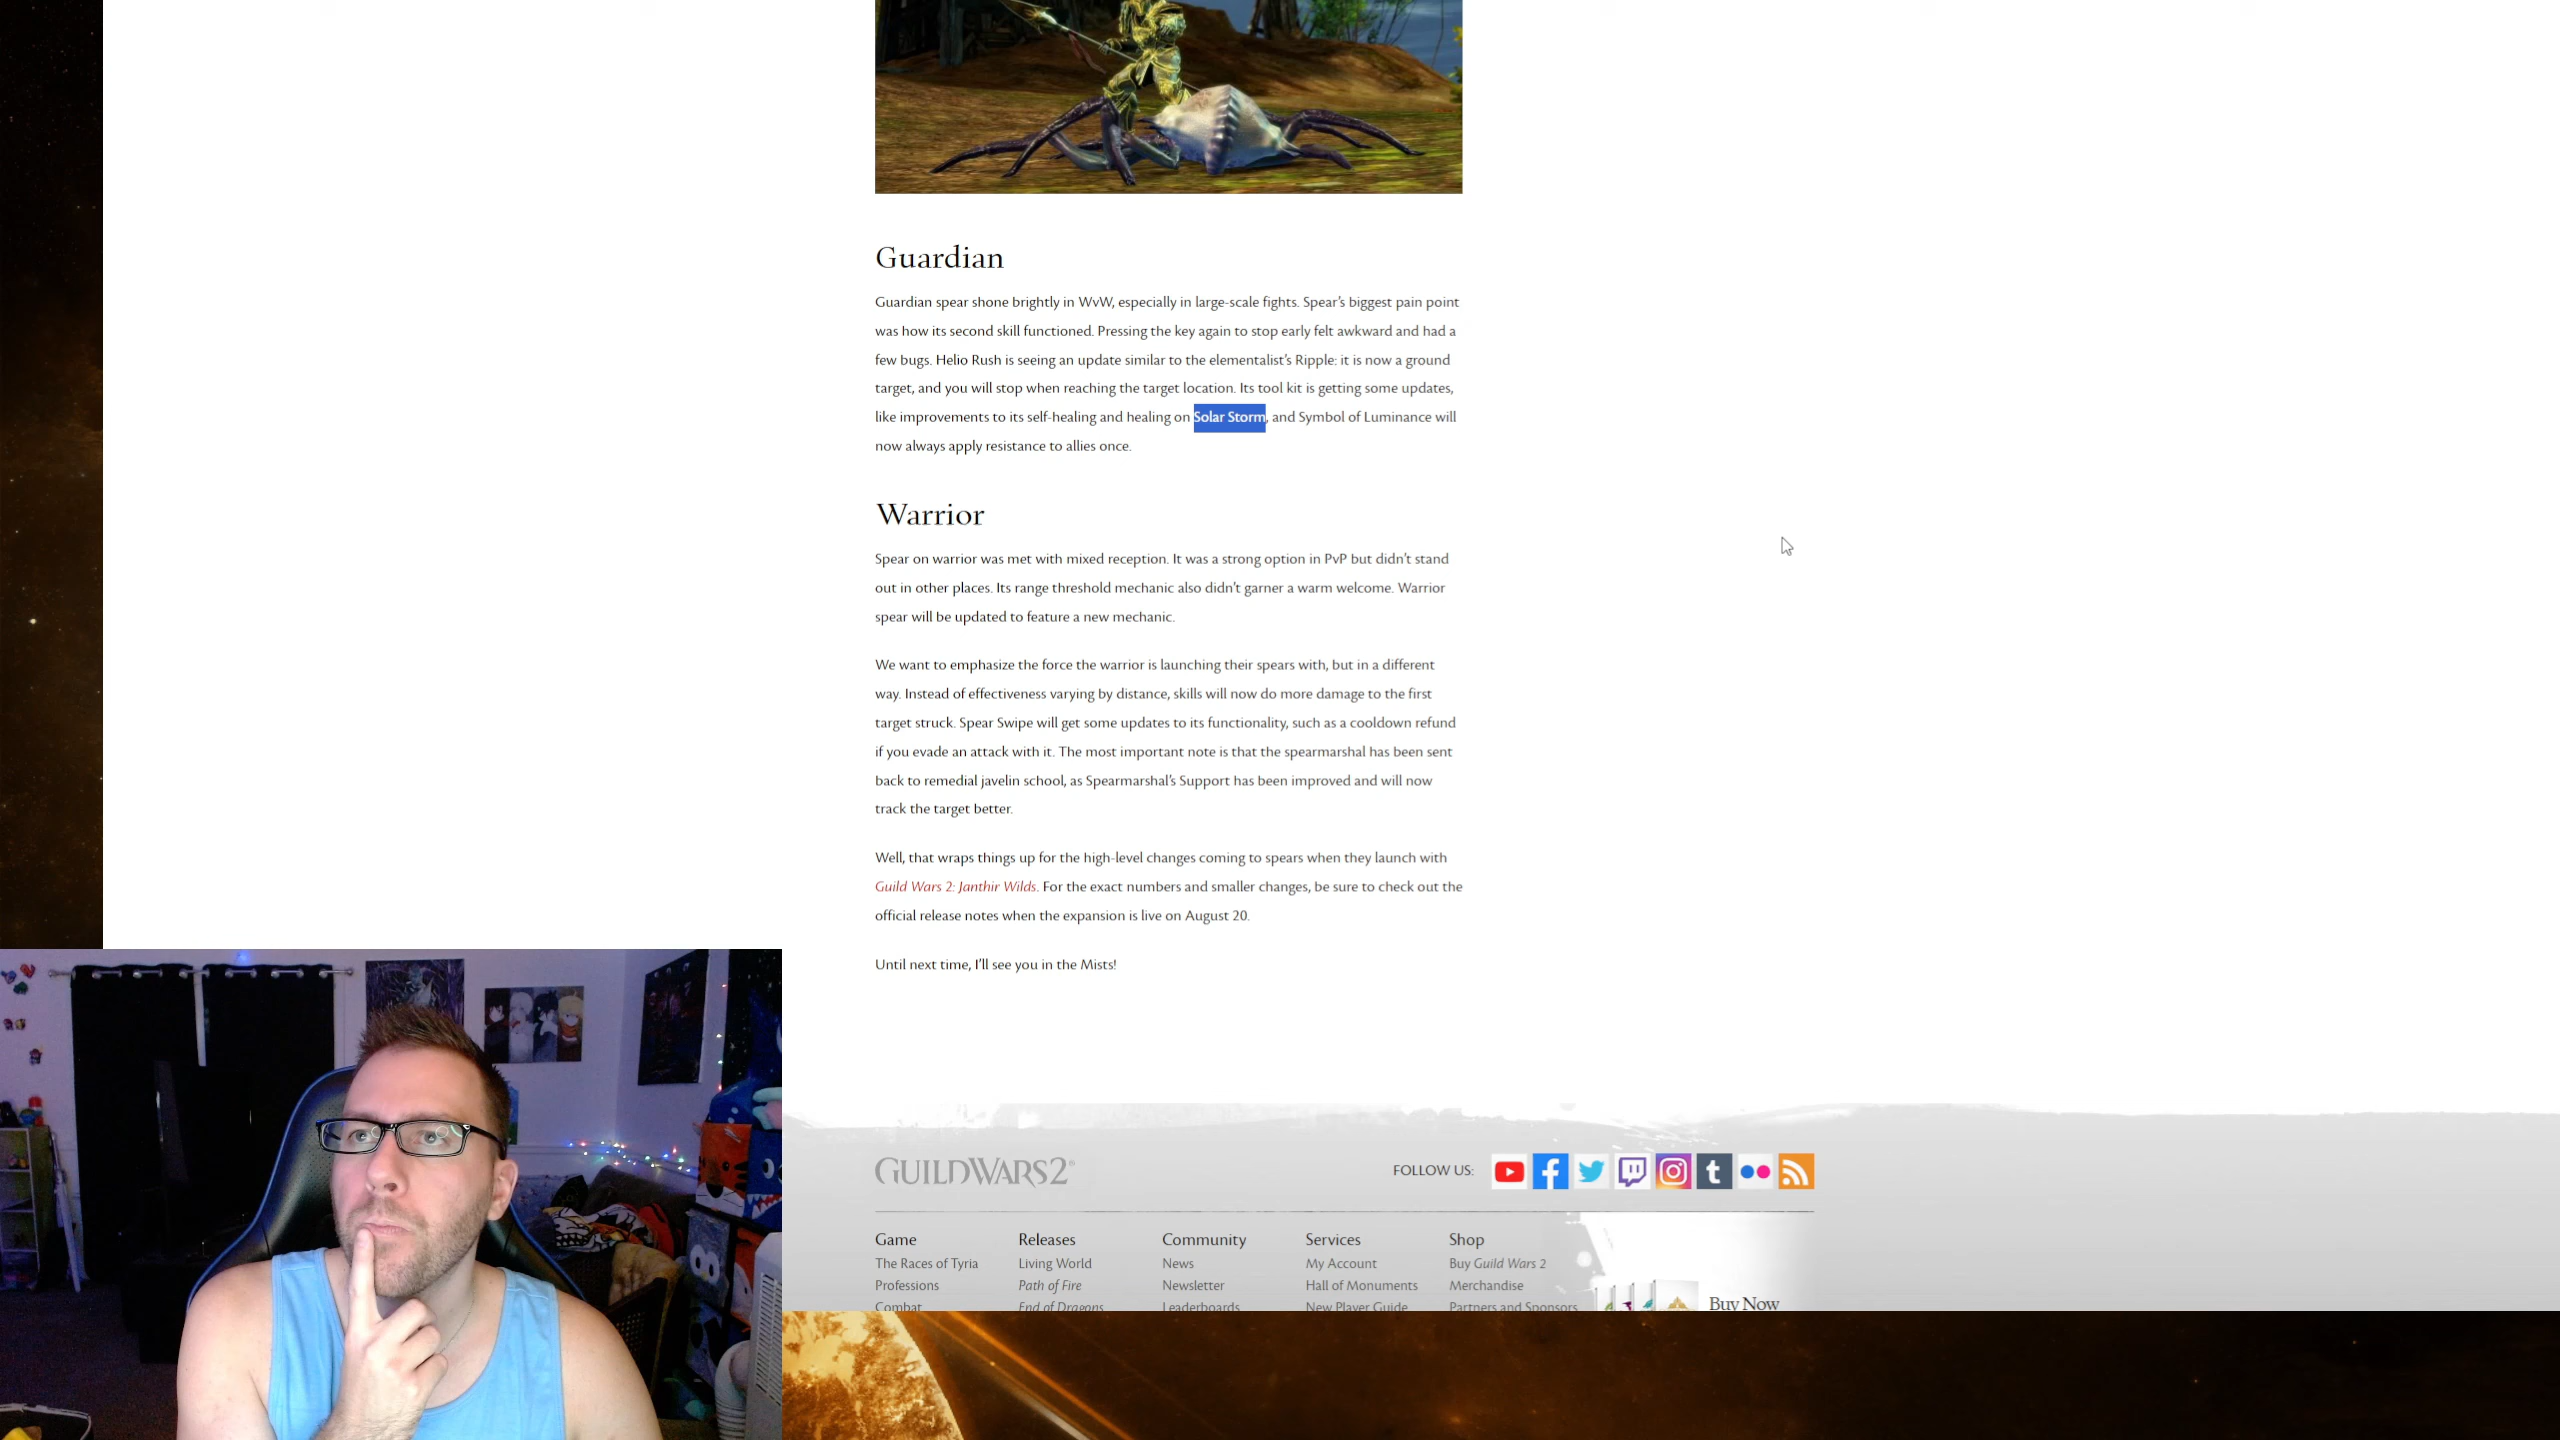 Guardian
Guardian spear shone brightly in WvW, especially in large-scale fights. Spear’s biggest pain point
was how its second skill functioned. Pressing the key again to stop early felt awkward and had a
few bugs. Helio Rush is seeing an update similar to the elementalist’s Ripple: it is now a ground
target, and you will stop when reaching the target location. Its tool kit is getting some updates,
like improvements to its self-healing and healing on Solar Storm, and Symbol of Luminance will
now always apply resistance to allies once.
Warrior
Spear on warrior was met with mixed reception. It was a strong option in PvP but didn’t stand
out in other places. Its range threshold mechanic also didn’t garner a warm welcome. Warrior
spear will be updated to feature a new mechanic.
We want to emphasize the force the warrior is launching their spears with, but in a different
way. Instead of effectiveness varying by distance, skills will now do more damage to the first
target struck. Spear Swipe will get some updates to its functionality, such as a cooldown refund
if you evade an attack with it. The most important note is that the spearmarshal has been sent
back to remedial javelin school, as Spearmarshal’s Support has been improved and will now
track the target better.
Well, that wraps things up for the high-level changes coming to spears when they launch with
Guild Wars 2: Janthir Wilds. For the exact numbers and smaller changes, be sure to check out the
official release notes when the expansion is live on August 20.
Until next time, I’ll see you in the Mists!
GUILDWARS2®
FOLLOW US:
Game Releases Community Services Shop
The Races of Tyria Living World News My Account Buy Guild Wars 2
Professions Path of Fire Newsletter Hall of Monuments Merchandise
Combat End of Dragons Leaderboards New Player Guide Partners and Sponsors Buy Now